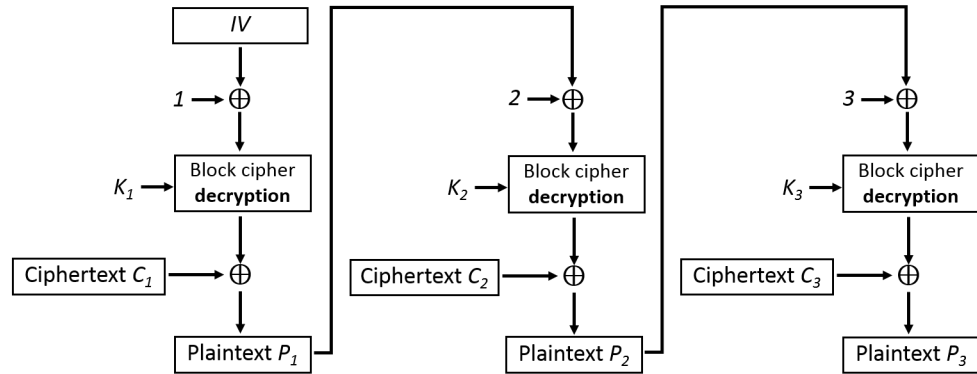 IV
1
2
3
Block cipher
decryption
Block cipher
decryption
Block cipher
decryption
K1
K2
K3
Ciphertext C1
Ciphertext C2
Ciphertext C3
Plaintext P1
Plaintext P2
Plaintext P3